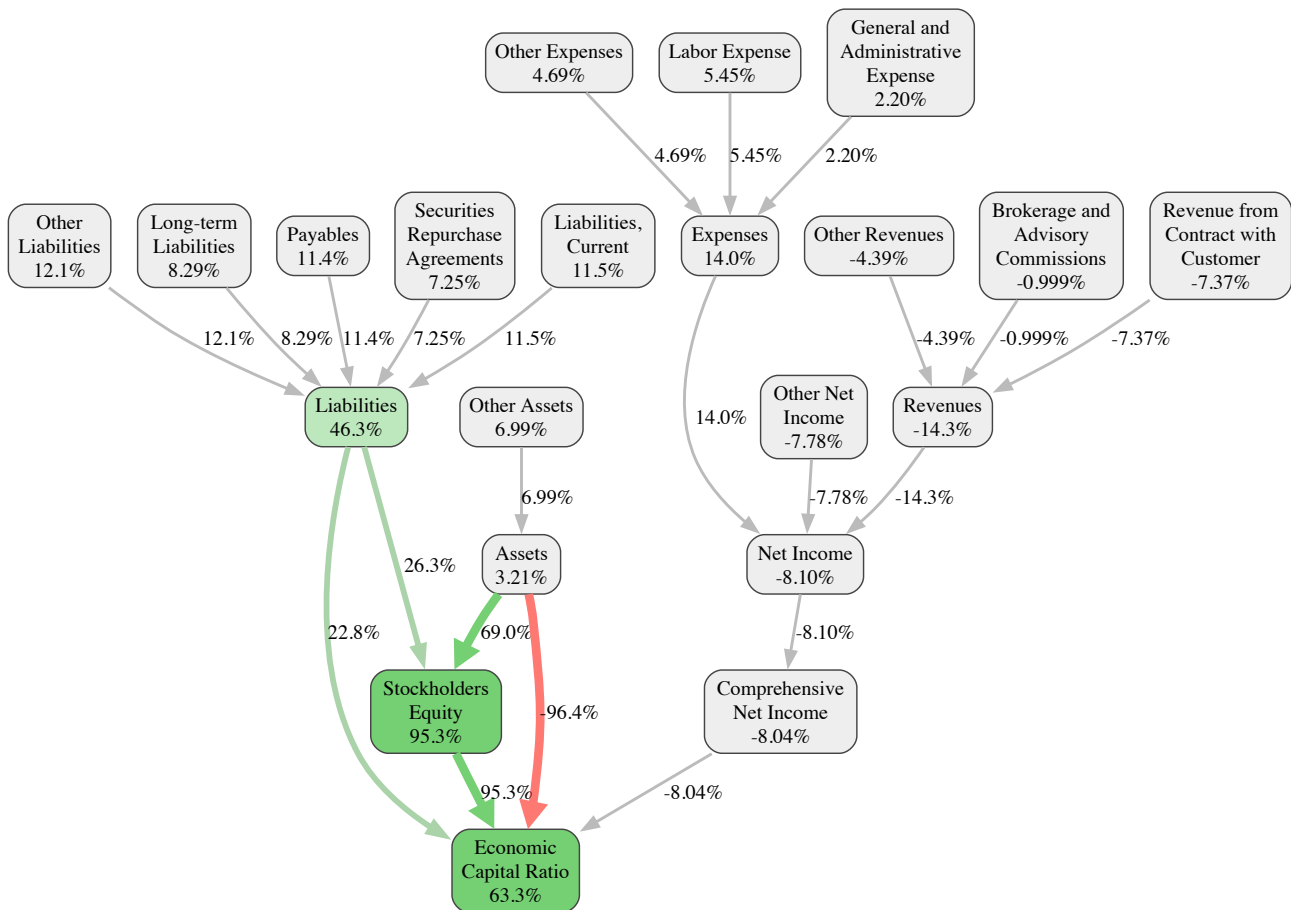 Other Expenses
4.69%
Labor Expense
5.45%
General and
Administrative
Expense
2.20%
4.69%
5.45%
2.20%
Other
Liabilities
12.1%
Long-term
Liabilities
8.29%
Payables
11.4%
Securities
Repurchase
Agreements
7.25%
Liabilities,
Current
11.5%
Expenses
14.0%
Other Revenues
-4.39%
Brokerage and
Advisory
Commissions
-0.999%
Revenue from
Contract with
Customer
-7.37%
12.1%
8.29%
11.4%
7.25%
11.5%
-4.39%
-0.999%
-7.37%
Liabilities
46.3%
Other Assets
6.99%
14.0%
Other Net
Income
-7.78%
Revenues
-14.3%
6.99%
-7.78%
-14.3%
26.3%
Assets
3.21%
Net Income
-8.10%
22.8%
69.0%
-8.10%
Stockholders
Equity
95.3%
-96.4%
Comprehensive
Net Income
-8.04%
95.3%
-8.04%
Economic
Capital Ratio
63.3%